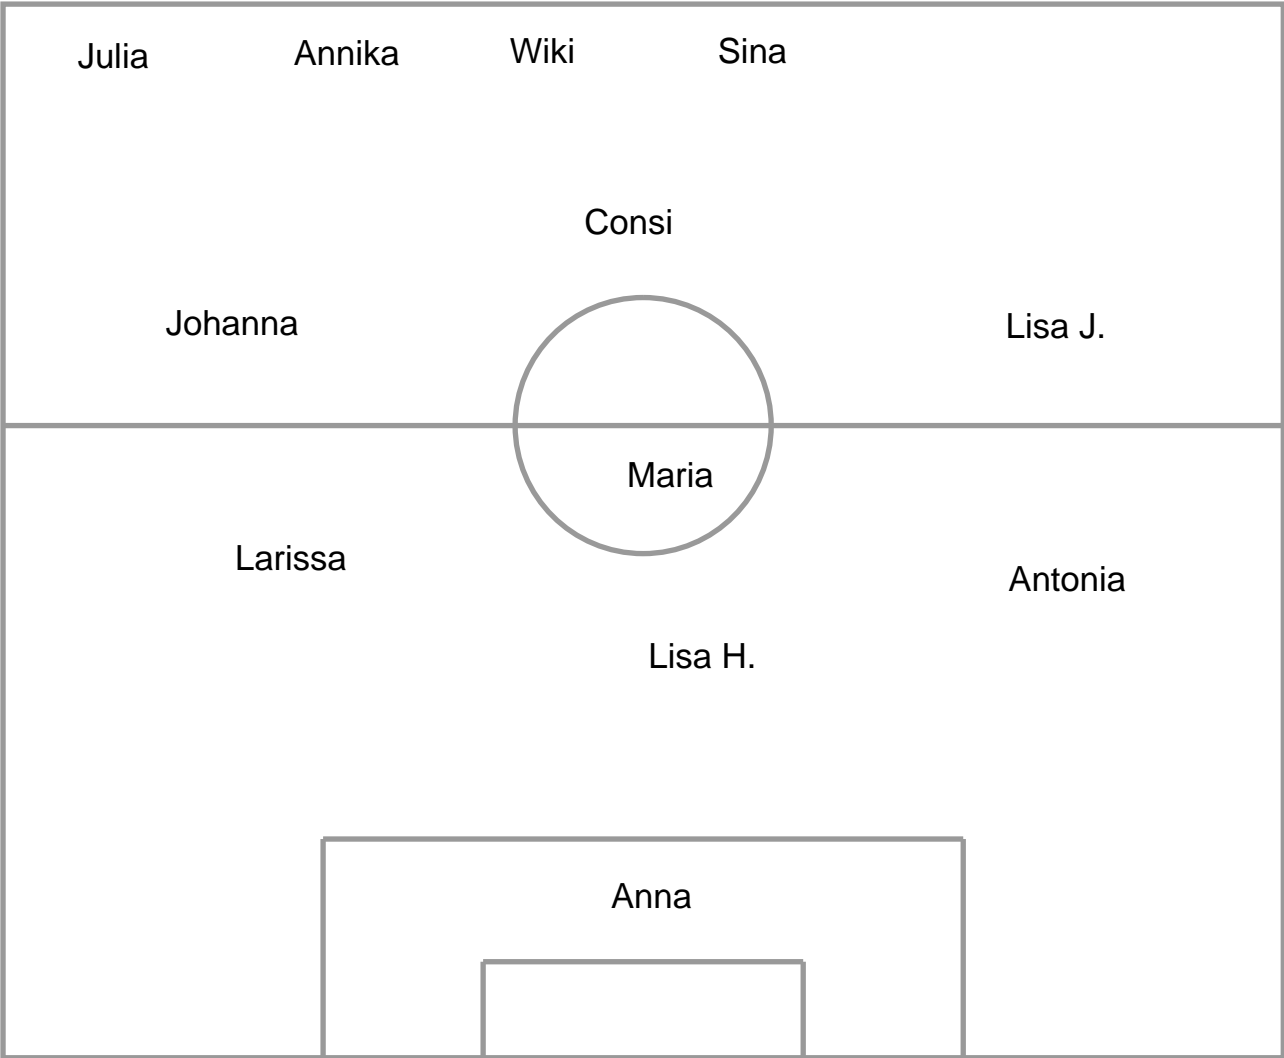 Julia Annika Wiki Sina
Consi
Johanna Lisa J.
Maria
Larissa Antonia
Lisa H.
Anna